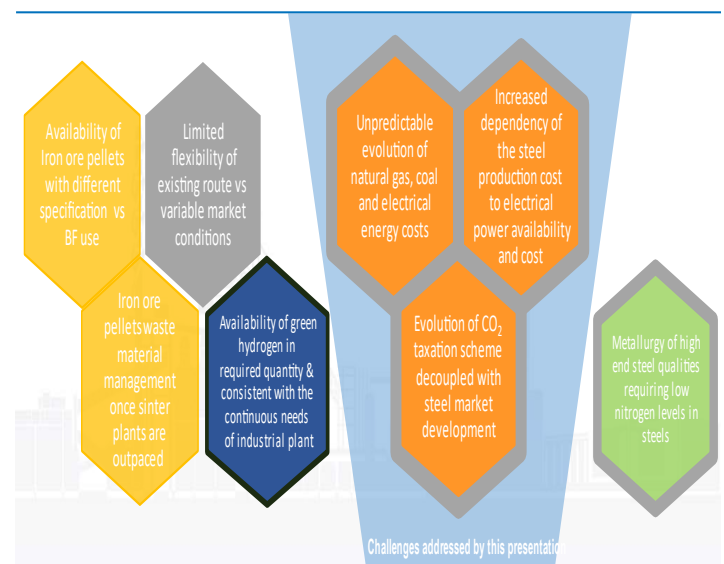 Availability of
Iron ore pellets
with different
specification vs
BF use
Limited
flexibility of
existing route vs
variable market
conditions
Unpredictable
evolution of
natural gas, coal
and electrical
energy costs
Increased
dependency of
the steel
production cost
to electrical
power availability
and cost
Iron ore
pellets waste
material
management
once sinter
plants are
outpaced
Availability of green
hydrogen in
required quantity &
consistent with the
continuous needs
of industrial plant
Evolution of CO₂
taxation scheme
decoupled with
steel market
development
Metallurgy of high
end steel qualities
requiring low
nitrogen levels in
steels
Challenges addressed by this presentation